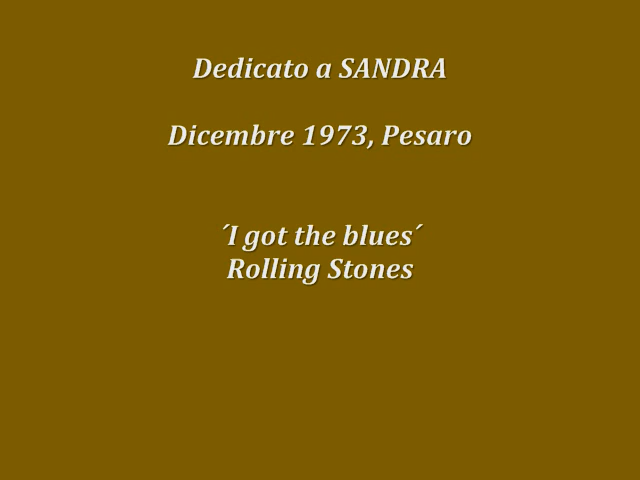 Dedicato a SANDRA
Dicembre 1973, Pesaro
´I got the blues´
Rolling Stones